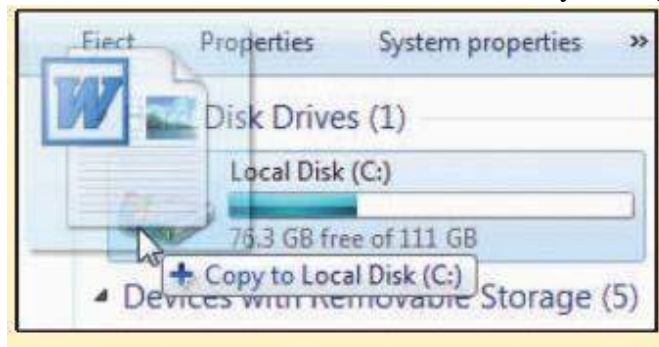 Eject Properties System properties »
W
Disk Drives (1)
Local Disk (C:)
76.3 GB free of 111 GB
+ Copy to Local Disk (C:)
Devices with Removable Storage (5)